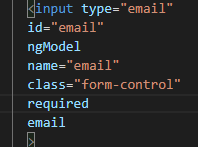 <input type="email"
id="email"
ngModel
name="email"
class="form-control"
required
email
>